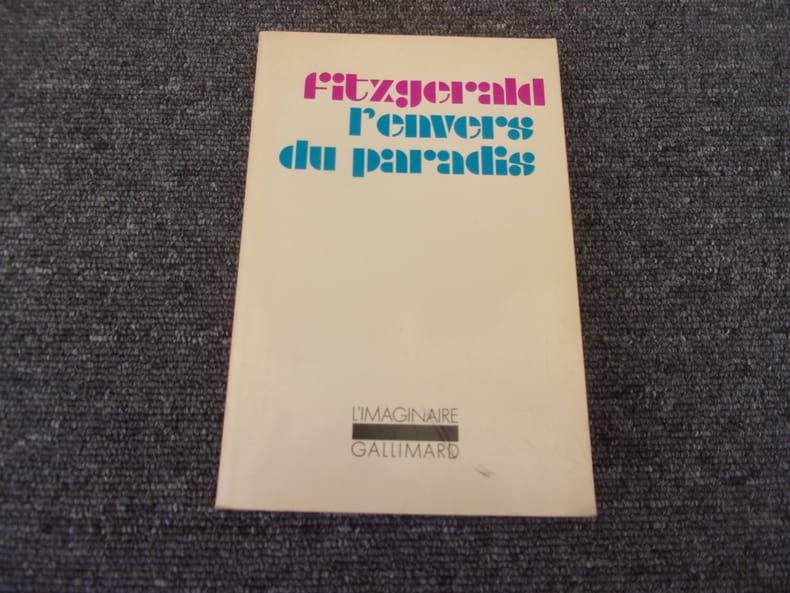 fitzgerald
l'envers
du paradis
L'IMAGINAIRE
GALLIMARD